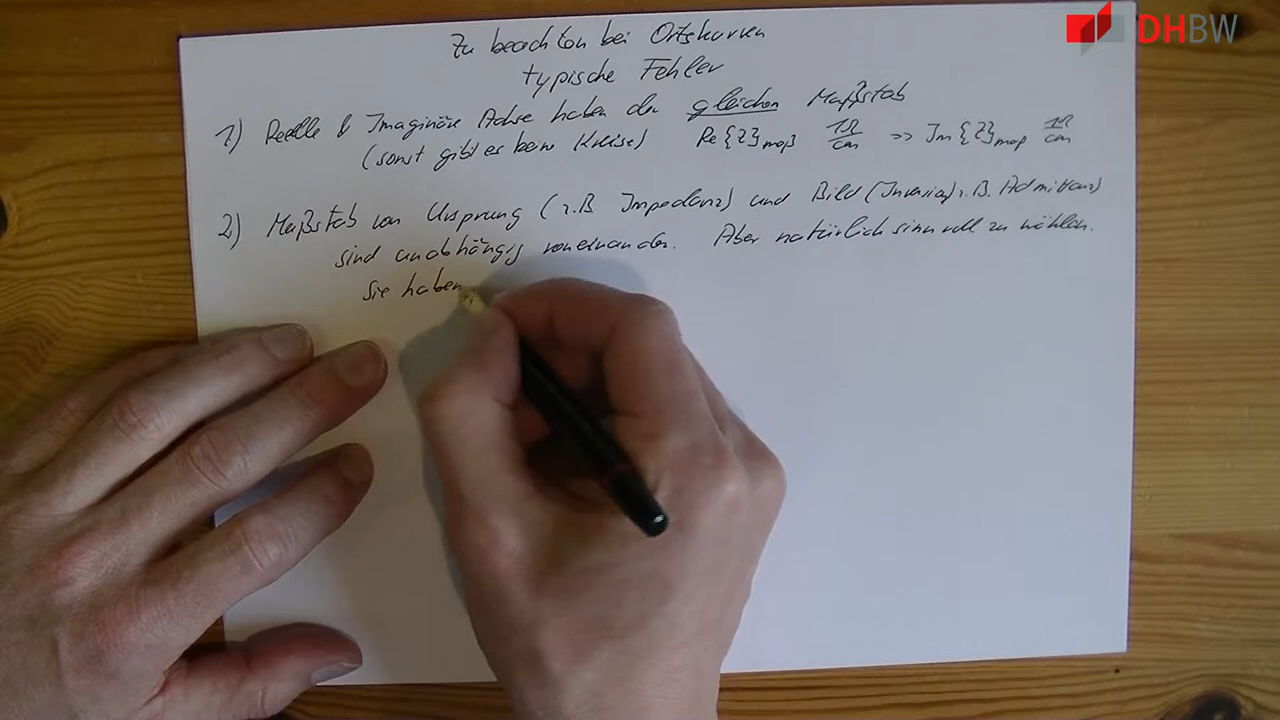 DHBW
Zu beachten bei Ortskurven
typische Fehler
1) Reelle & Imaginäre Achse haben den gleichen Maßstab
(sonst gibt es keine Kreise) Re{Z}maß 1Ω/cm => Im{Z}maß 1Ω/cm
2) Maßstab von Ursprung (z.B Impedanz) und Bild (Inversion) z.B. Admittanz)
sind unabhängig voneinander. Aber natürlich sinnvoll zu wählen.
Sie haben